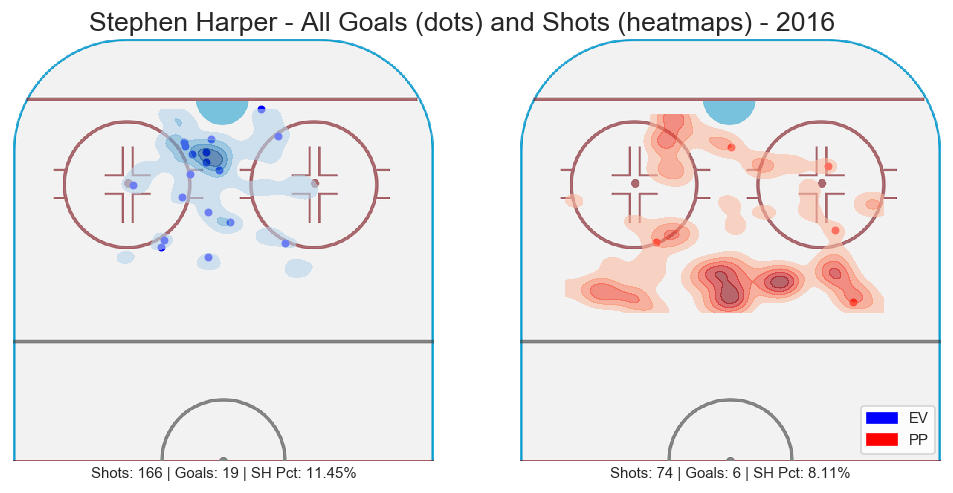 Stephen Harper - All Goals (dots) and Shots (heatmaps) - 2016
EV
PP
Shots: 166 | Goals: 19 | SH Pct: 11.45%
Shots: 74 | Goals: 6 | SH Pct: 8.11%